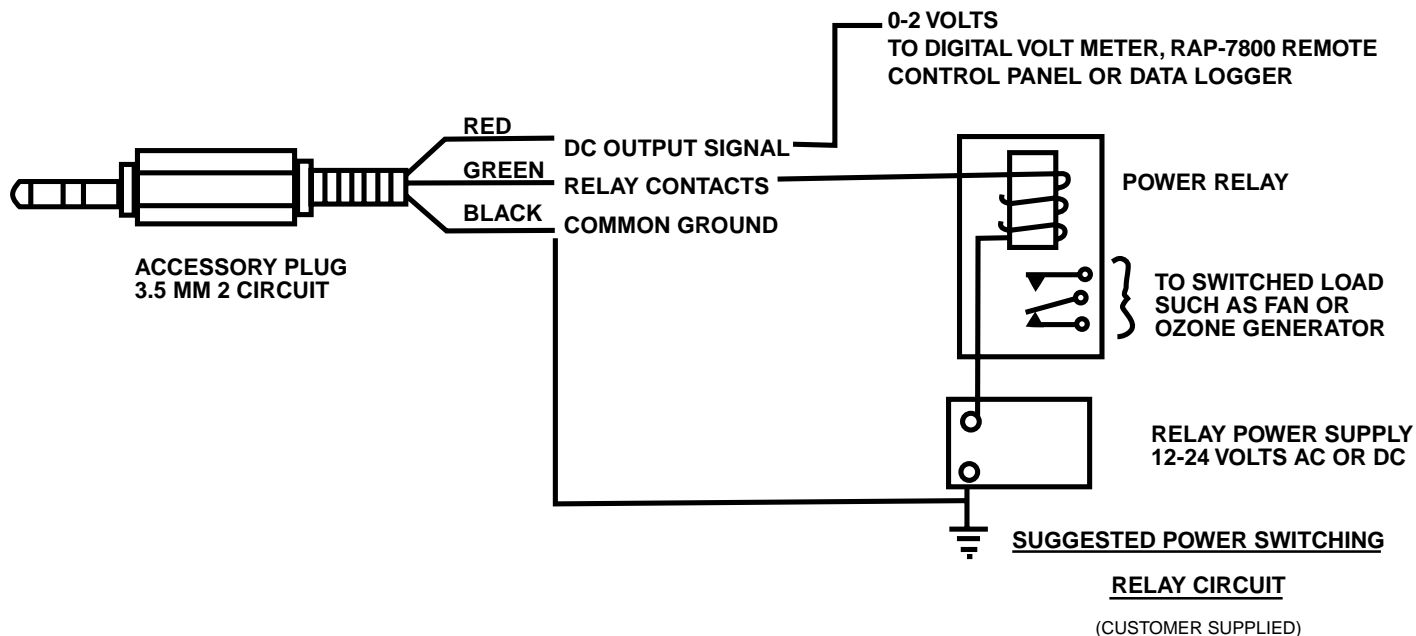 0-2 VOLTS
TO DIGITAL VOLT METER, RAP-7800 REMOTE
CONTROL PANEL OR DATA LOGGER
RED
DC OUTPUT SIGNAL
GREEN
RELAY CONTACTS
BLACK
COMMON GROUND
POWER RELAY
ACCESSORY PLUG
3.5 MM 2 CIRCUIT
TO SWITCHED LOAD
SUCH AS FAN OR
OZONE GENERATOR
RELAY POWER SUPPLY
12-24 VOLTS AC OR DC
SUGGESTED POWER SWITCHING
RELAY CIRCUIT
(CUSTOMER SUPPLIED)